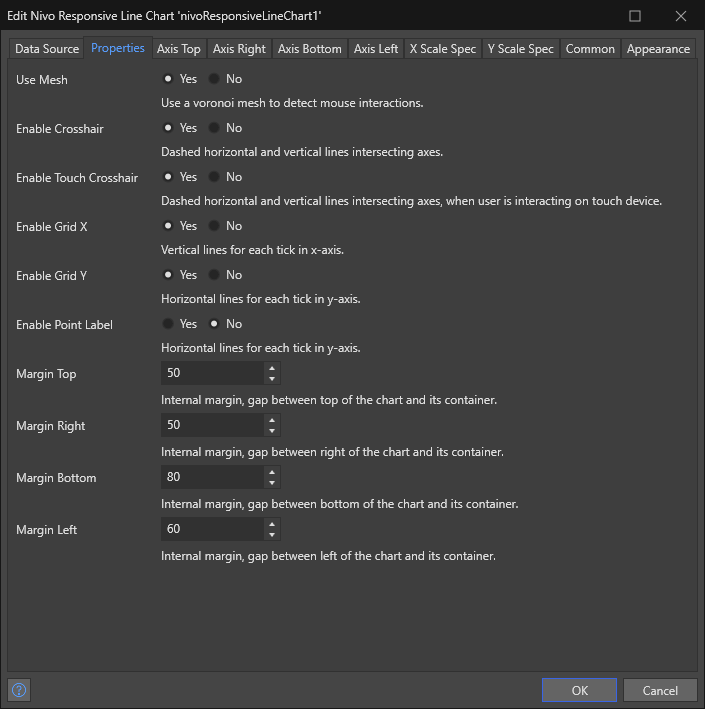 Edit Nivo Responsive Line Chart 'nivoResponsiveLineChart1'
Data Source Properties Axis Top Axis Right Axis Bottom Axis Left X Scale Spec Y Scale Spec Common Appearance
Use Mesh Yes No
Use a voronoi mesh to detect mouse interactions.
Enable Crosshair Yes No
Dashed horizontal and vertical lines intersecting axes.
Enable Touch Crosshair Yes No
Dashed horizontal and vertical lines intersecting axes, when user is interacting on touch device.
Enable Grid X Yes No
Vertical lines for each tick in x-axis.
Enable Grid Y Yes No
Horizontal lines for each tick in y-axis.
Enable Point Label Yes No
Horizontal lines for each tick in y-axis.
Margin Top 50
Internal margin, gap between top of the chart and its container.
Margin Right 50
Internal margin, gap between right of the chart and its container.
Margin Bottom 80
Internal margin, gap between bottom of the chart and its container.
Margin Left 60
Internal margin, gap between left of the chart and its container.
? OK Cancel